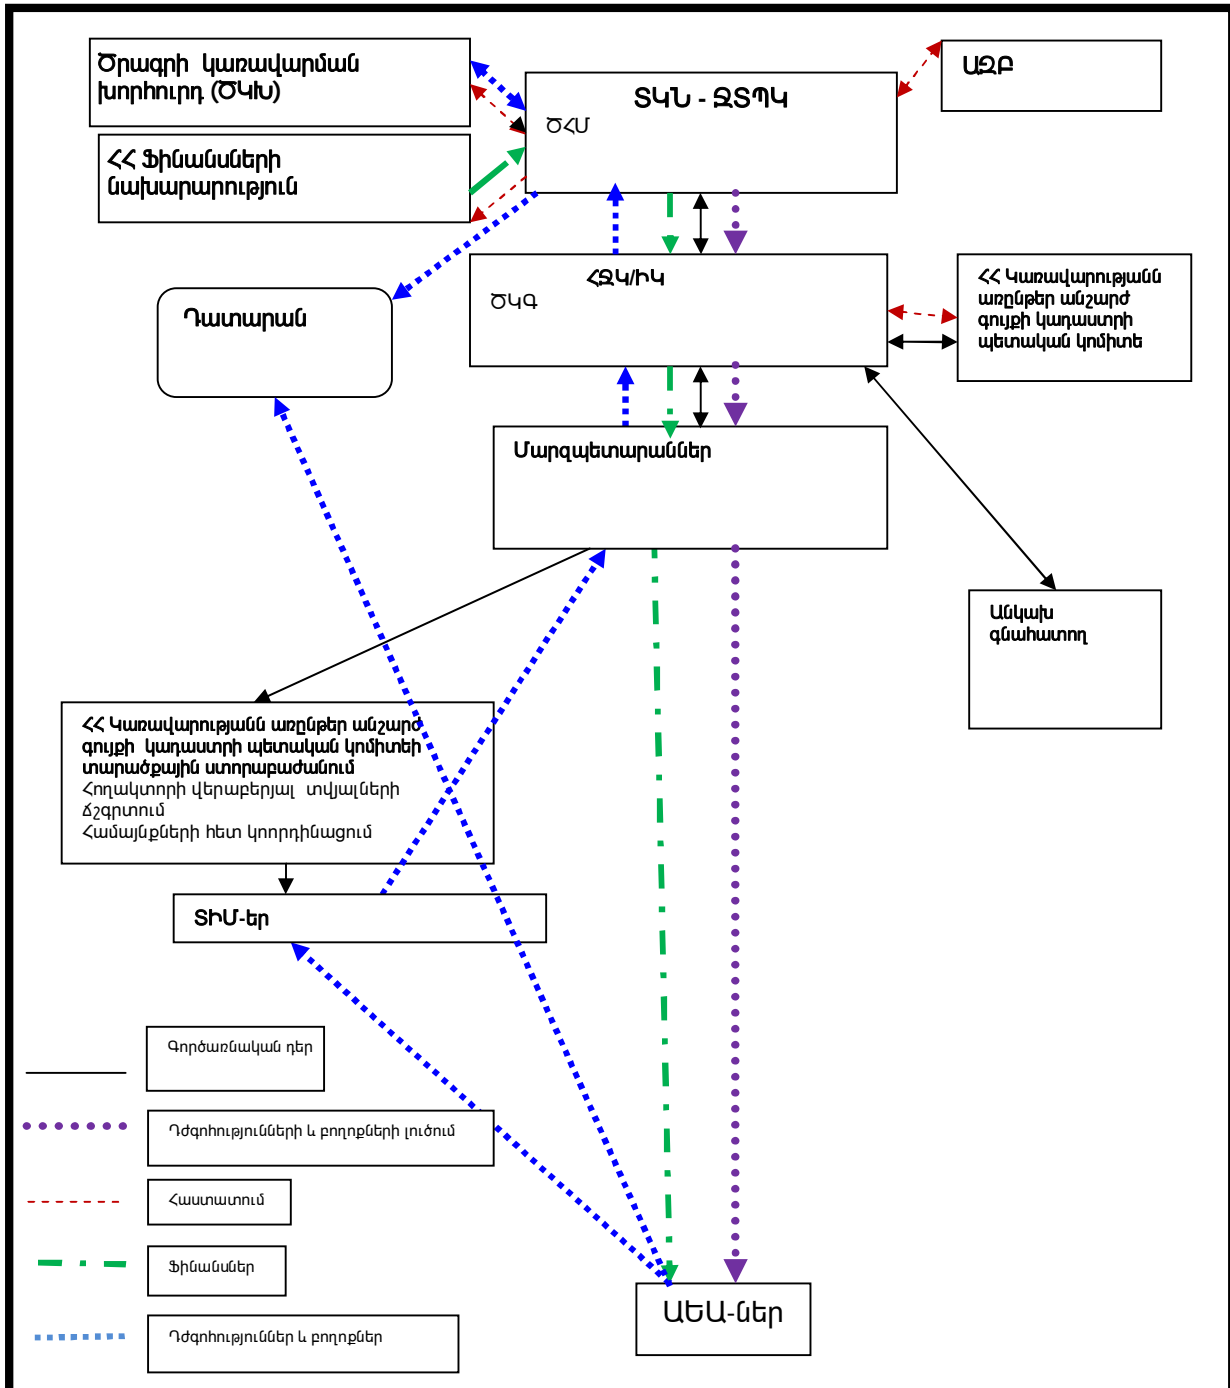 Ծրագրի կառավարման
խորհուրդ (ԾԿԽ)
ՀՀ Ֆինանսների
նախարարություն
ՏԿՆ - ՋՏՊԿ
ԾՀՄ
ԱԶԲ
ՀՋԿ/ԻԿ
ԾԿԳ
ՀՀ Կառավարությանն
առընթեր անշարժ
գույքի կադաստրի
պետական կոմիտե
Դատարան
Մարզպետարաններ
Անկախ
գնահատող
ՀՀ Կառավարությանն առընթեր անշարժ
գույքի կադաստրի պետական կոմիտեի
տարածքային ստորաբաժանում
Հողակտորի վերաբերյալ տվյալների
ճշգրտում
Համայնքների հետ կոորդինացում
ՏԻՄ-եր
Գործառնական դեր
Դժգոհությունների և բողոքների լուծում
Հաստատում
Ֆինանսներ
Դժգոհություններ և բողոքներ
ԱԵԱ-ներ